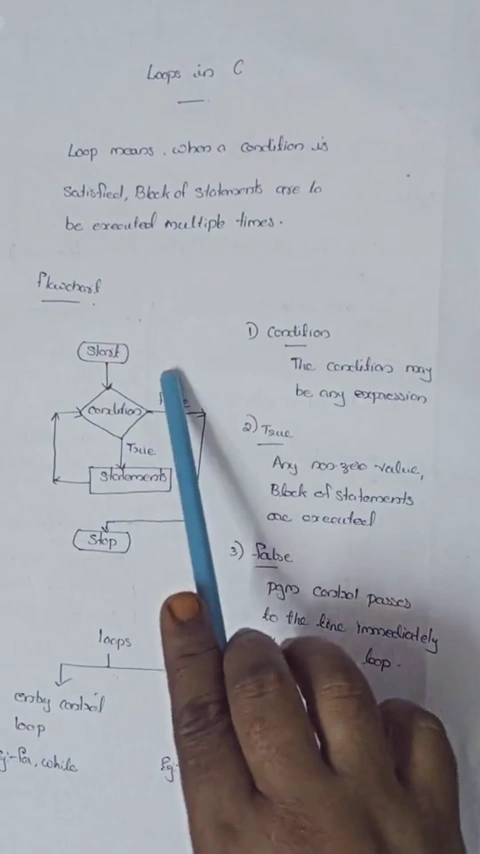 Loops in C
Loop means, when a condition is
satisfied, Block of statements are to
be executed multiple times.
Flowchart
Start
Condition
True
Statements
Stop
1) Condition
The condition may
be any expression
2) True
Any non-zero value,
Block of statements
are executed
3) False
pgm control passes
to the line immediately
loop.
loops
entry control
loop
Eg:- for, while
Eg:-